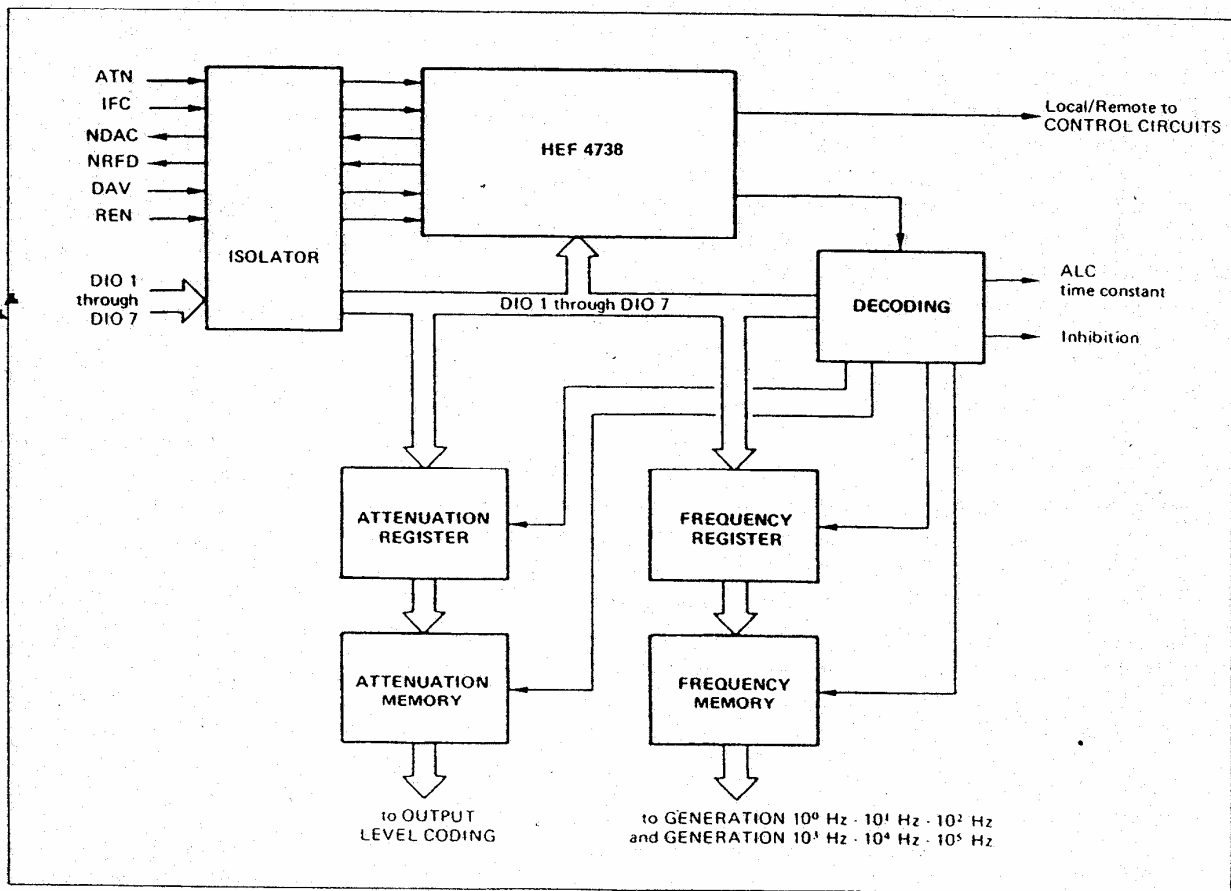 ATN
IFC
NDAC
NRFD
DAV
REN
DIO 1
through
DIO 7
ISOLATOR
HEF 4738
Local/Remote to
CONTROL CIRCUITS
DIO 1 through DIO 7
DECODING
ALC
time constant
Inhibition
ATTENUATION
REGISTER
FREQUENCY
REGISTER
ATTENUATION
MEMORY
FREQUENCY
MEMORY
to OUTPUT
LEVEL CODING
to GENERATION 10⁰ Hz - 10¹ Hz - 10² Hz
and GENERATION 10³ Hz - 10⁴ Hz - 10⁵ Hz